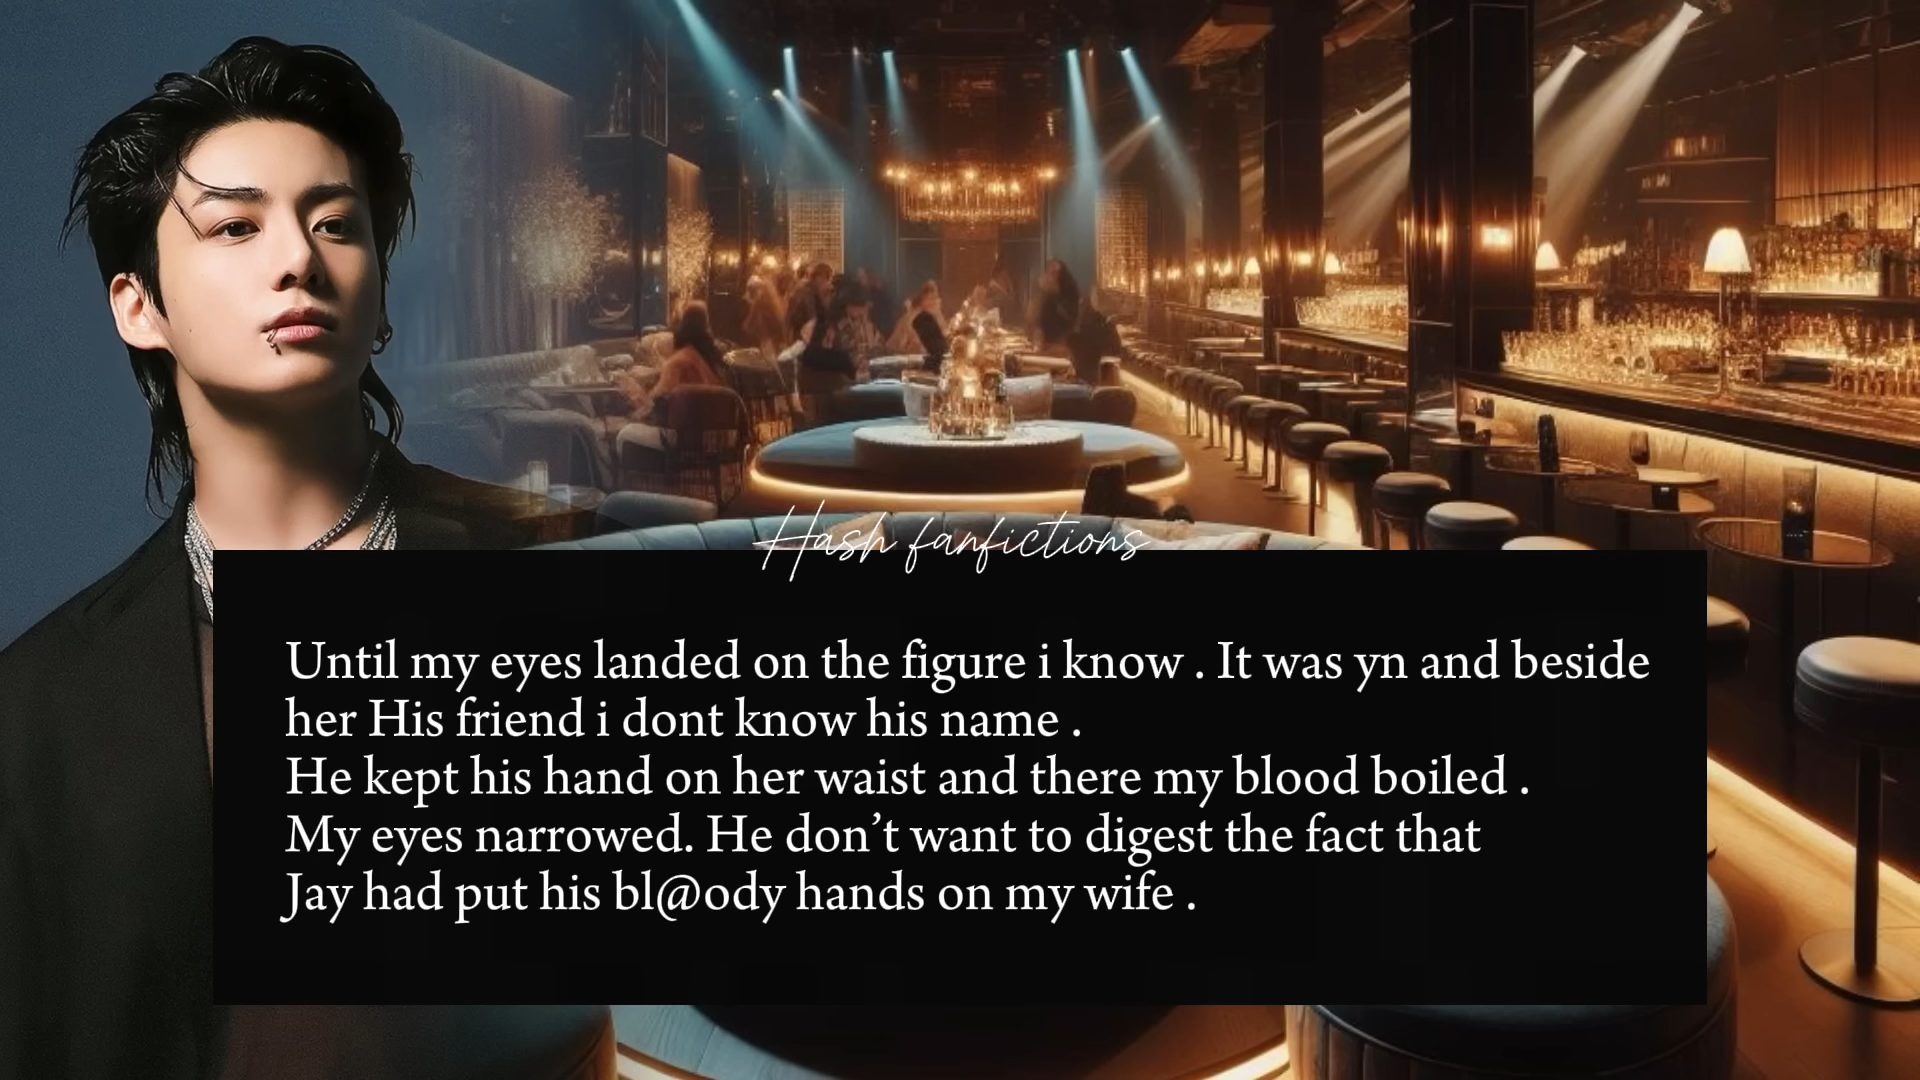 Hash fanfictions
Until my eyes landed on the figure i know . It was yn and beside
her His friend i dont know his name .
He kept his hand on her waist and there my blood boiled .
My eyes narrowed. He don’t want to digest the fact that
Jay had put his bl@ody hands on my wife .